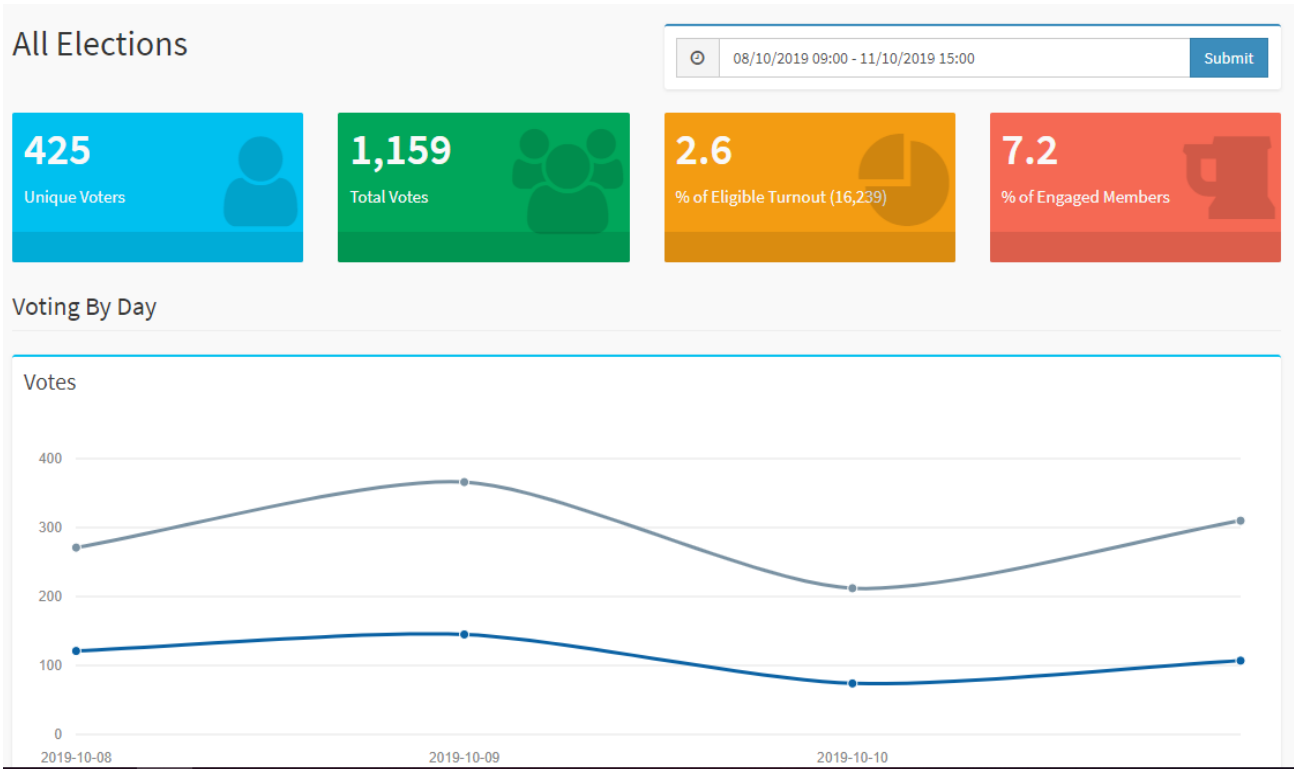 All Elections
08/10/2019 09:00 - 11/10/2019 15:00
Submit
425
Unique Voters
1,159
Total Votes
2.6
% of Eligible Turnout (16,239)
7.2
% of Engaged Members
Voting By Day
Votes
400
300
200
100
0
2019-10-08
2019-10-09
2019-10-10